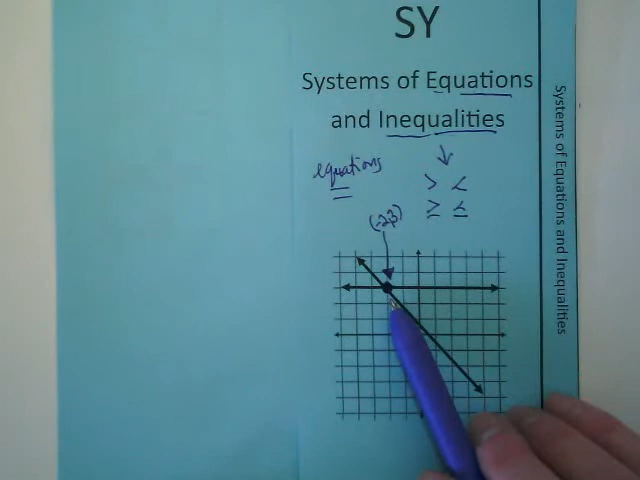 SY
Systems of Equations
and Inequalities
equations
> <
≥ ≤
(-2,3)
Systems of Equations and Inequalities